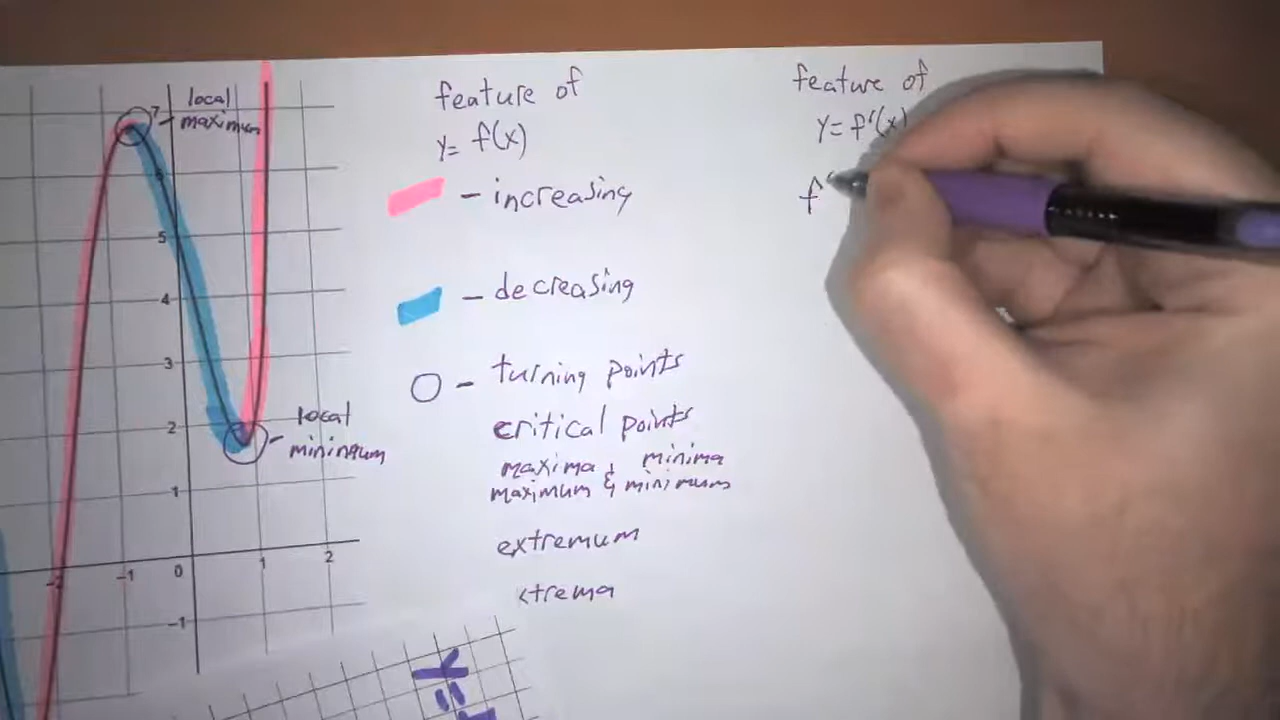 local
maximum
7
6
5
4
3
2
1
-1
-2
-1
0
1
2
local
minimum
feature of
y= f(x)
- increasing
- decreasing
- turning points
critical points
maxima & minima
maximum & minimum
extremum
xtrema
feature of
y= f'(x)
f'
y=